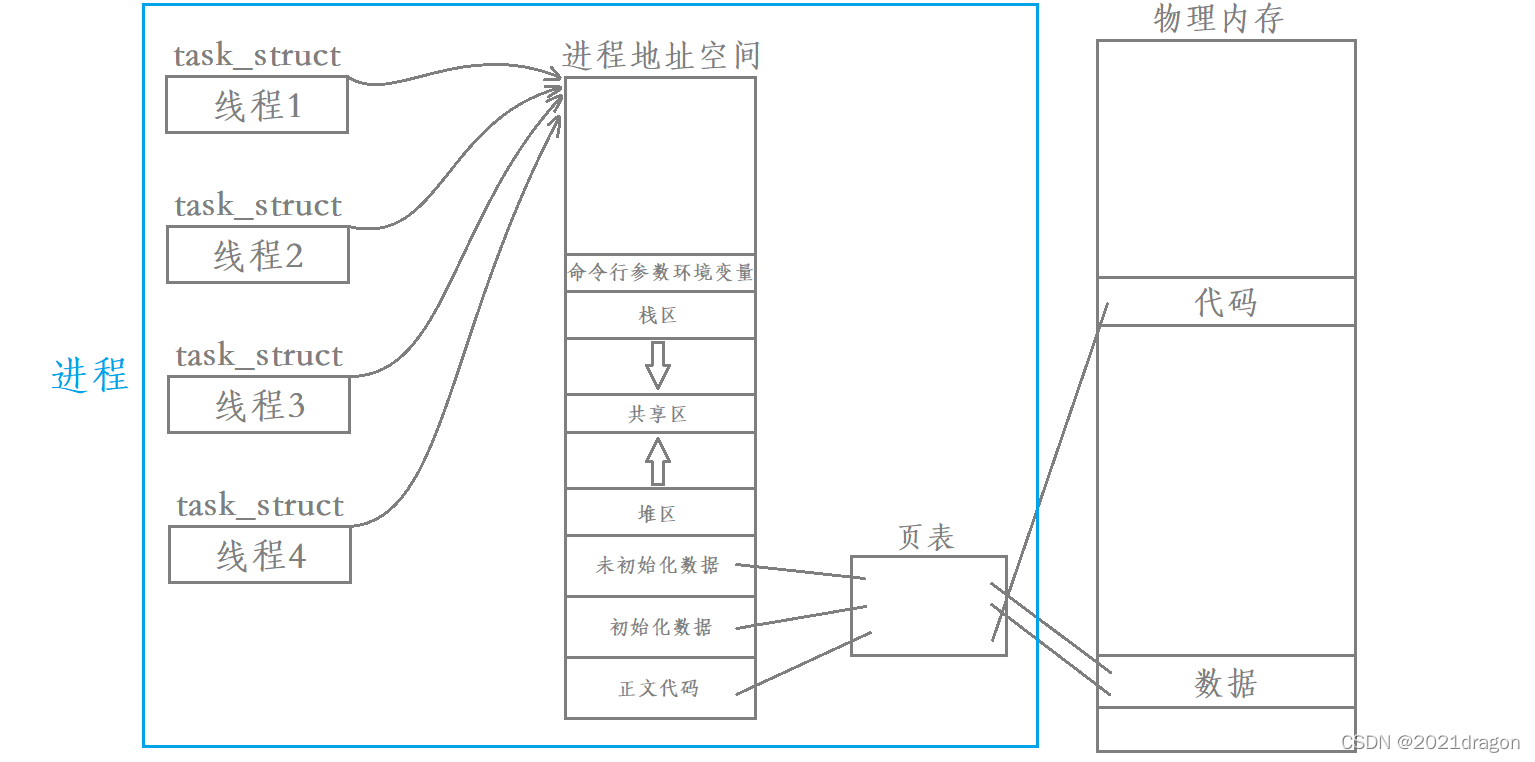 task_struct
线程1
task_struct
线程2
task_struct
线程3
task_struct
线程4
进程
进程地址空间
命令行参数环境变量
栈区
共享区
堆区
未初始化数据
初始化数据
正文代码
页表
物理内存
代码
数据
CSDN @2021dragon